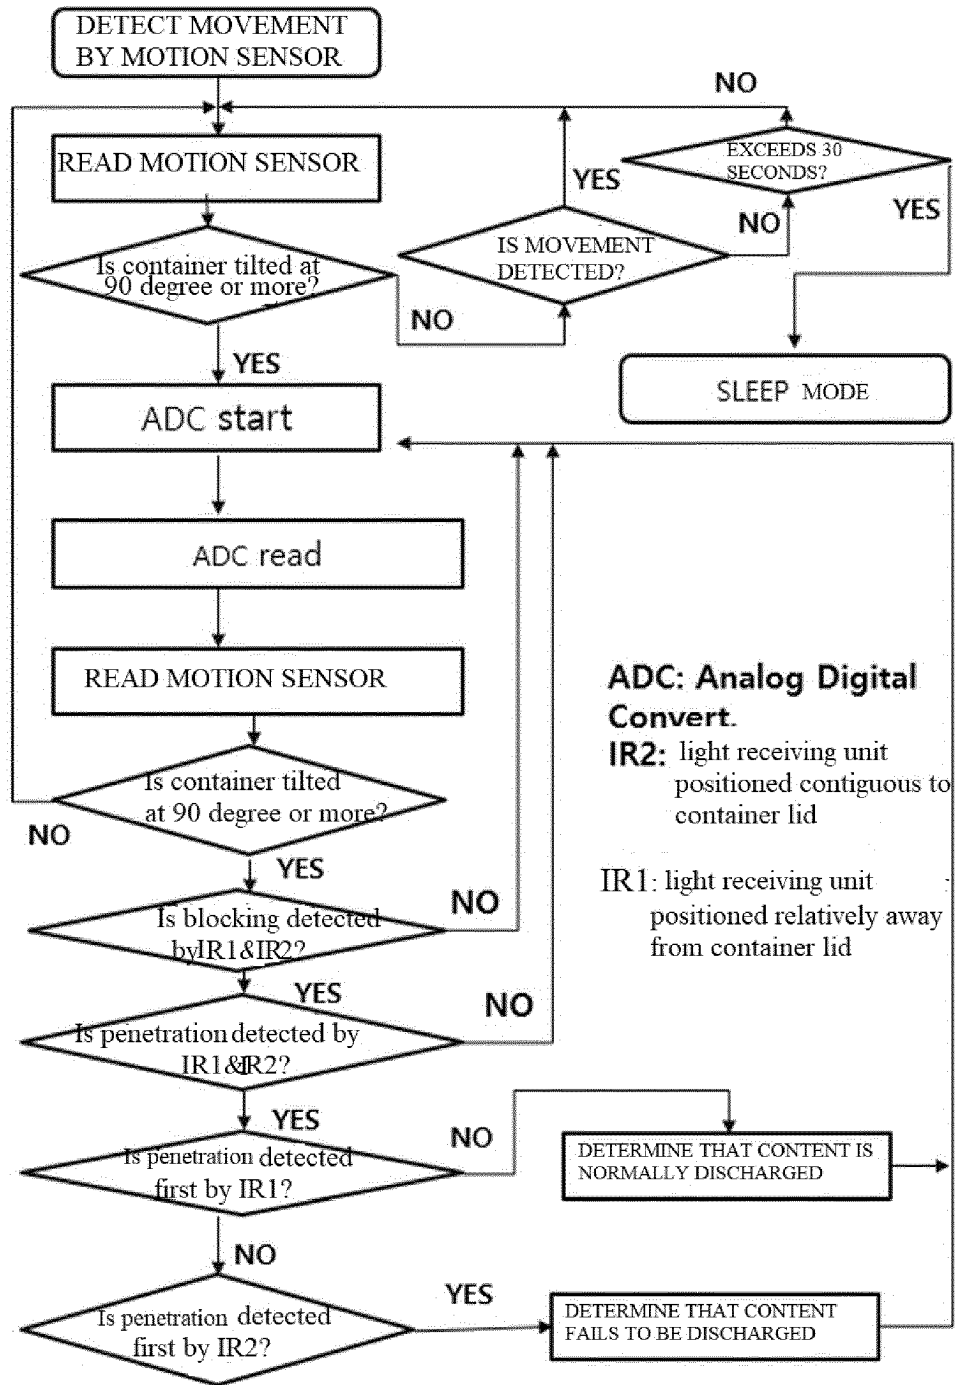 DETECT MOVEMENT
BY MOTION SENSOR
NO
READ MOTION SENSOR
EXCEEDS 30
SECONDS?
YES
YES
NO
IS MOVEMENT
DETECTED?
Is container tilted at
90 degree or more?
NO
YES
SLEEP MODE
ADC start
ADC read
READ MOTION SENSOR
ADC: Analog Digital
Convert.
IR2: light receiving unit
positioned contiguous to
container lid
Is container tilted
at 90 degree or more?
NO
YES
IR1: light receiving unit
positioned relatively away
from container lid
Is blocking detected
by IR1&IR2?
NO
YES
Is penetration detected by
IR1&IR2?
NO
YES
Is penetration detected
first by IR1?
NO
DETERMINE THAT CONTENT IS
NORMALLY DISCHARGED
NO
Is penetration detected
first by IR2?
YES
DETERMINE THAT CONTENT
FAILS TO BE DISCHARGED